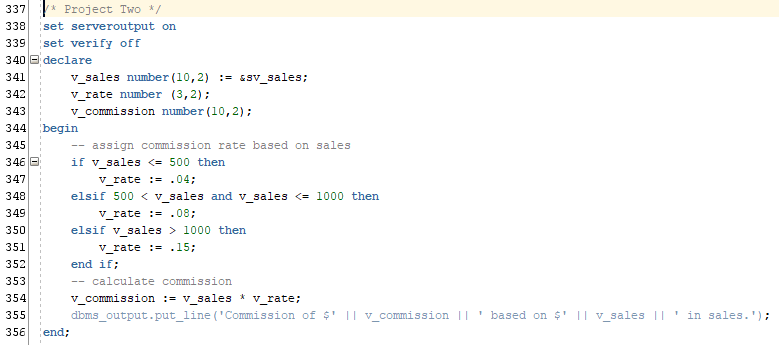 337 /* Project Two */
338 set serveroutput on
339 set verify off
340 declare
341 v_sales number(10,2) := &sv_sales;
342 v_rate number (3,2);
343 v_commission number(10,2);
344 begin
345 -- assign commission rate based on sales
346 if v_sales <= 500 then
347 v_rate := .04;
348 elsif 500 < v_sales and v_sales <= 1000 then
349 v_rate := .08;
350 elsif v_sales > 1000 then
351 v_rate := .15;
352 end if;
353 -- calculate commission
354 v_commission := v_sales * v_rate;
355 dbms_output.put_line('Commission of $' || v_commission || ' based on $' || v_sales || ' in sales.');
356 end;